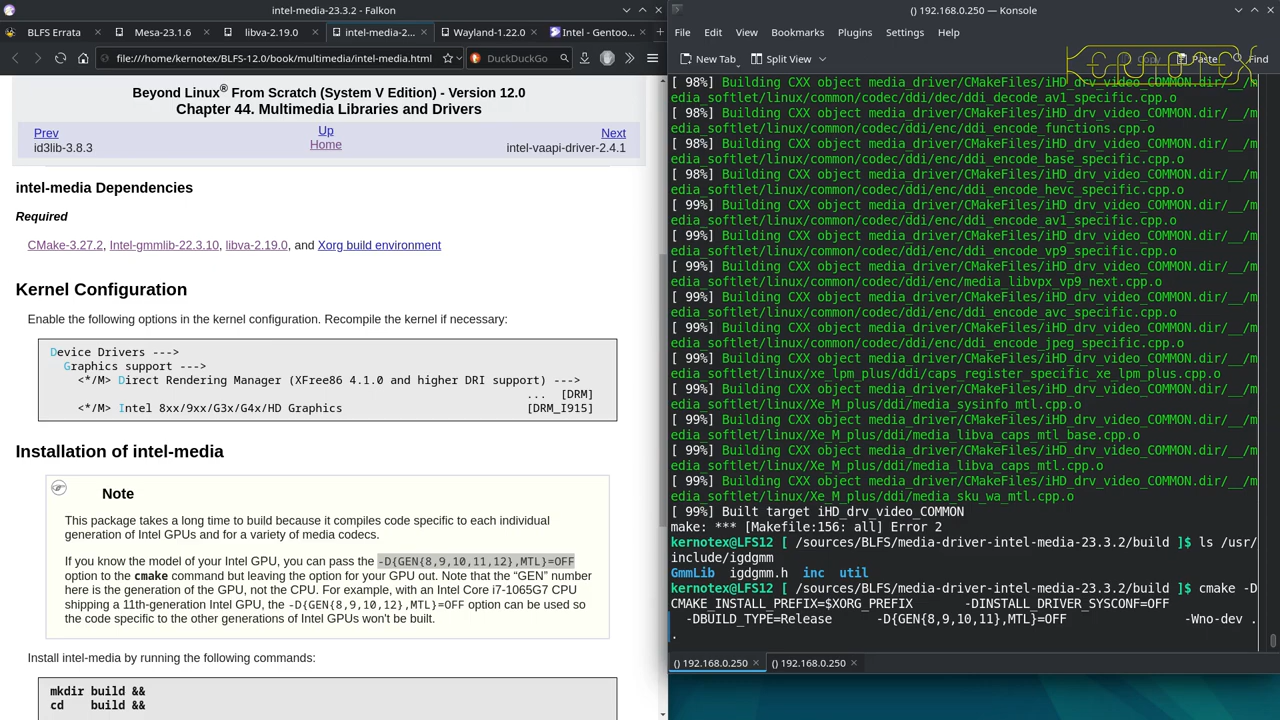 intel-media-23.3.2 - Falkon
BLFS Errata
Mesa-23.1.6
libva-2.19.0
intel-media-2...
Wayland-1.22.0
Intel - Gentoo...
file:///home/kernotex/BLFS-12.0/book/multimedia/intel-media.html
DuckDuckGo
Beyond Linux® From Scratch (System V Edition) - Version 12.0
Chapter 44. Multimedia Libraries and Drivers
Prev
Up
Next
id3lib-3.8.3
Home
intel-vaapi-driver-2.4.1
intel-media Dependencies
Required
CMake-3.27.2, Intel-gmmlib-22.3.10, libva-2.19.0, and Xorg build environment
Kernel Configuration
Enable the following options in the kernel configuration. Recompile the kernel if necessary:
Device Drivers --->
Graphics support --->
<*/M> Direct Rendering Manager (XFree86 4.1.0 and higher DRI support) --->
... [DRM]
<*/M> Intel 8xx/9xx/G3x/G4x/HD Graphics [DRM_I915]
Installation of intel-media
Note
This package takes a long time to build because it compiles code specific to each individual
generation of Intel GPUs and for a variety of media codecs.
If you know the model of your Intel GPU, you can pass the -D{GEN{8,9,10,11,12},MTL}=OFF
option to the cmake command but leaving the option for your GPU out. Note that the “GEN” number
here is the generation of the GPU, not the CPU. For example, with an Intel Core i7-1065G7 CPU
shipping a 11th-generation Intel GPU, the -D{GEN{8,9,10,12},MTL}=OFF option can be used so
the code specific to the other generations of Intel GPUs won't be built.
Install intel-media by running the following commands:
mkdir build &&
cd    build &&
() 192.168.0.250 — Konsole
File Edit View Bookmarks Plugins Settings Help
New Tab Split View Copy Paste Find
KERNOTEX
[ 98%] Building CXX object media_driver/CMakeFiles/iHD_drv_video_COMMON.dir/__/m
edia_softlet/linux/common/codec/ddi/dec/ddi_decode_av1_specific.cpp.o
[ 98%] Building CXX object media_driver/CMakeFiles/iHD_drv_video_COMMON.dir/__/m
edia_softlet/linux/common/codec/ddi/enc/ddi_encode_functions.cpp.o
[ 98%] Building CXX object media_driver/CMakeFiles/iHD_drv_video_COMMON.dir/__/m
edia_softlet/linux/common/codec/ddi/enc/ddi_encode_base_specific.cpp.o
[ 98%] Building CXX object media_driver/CMakeFiles/iHD_drv_video_COMMON.dir/__/m
edia_softlet/linux/common/codec/ddi/enc/ddi_encode_hevc_specific.cpp.o
[ 99%] Building CXX object media_driver/CMakeFiles/iHD_drv_video_COMMON.dir/__/m
edia_softlet/linux/common/codec/ddi/enc/ddi_encode_av1_specific.cpp.o
[ 99%] Building CXX object media_driver/CMakeFiles/iHD_drv_video_COMMON.dir/__/m
edia_softlet/linux/common/codec/ddi/enc/ddi_encode_vp9_specific.cpp.o
[ 99%] Building CXX object media_driver/CMakeFiles/iHD_drv_video_COMMON.dir/__/m
edia_softlet/linux/common/codec/ddi/enc/media_libvpx_vp9_next.cpp.o
[ 99%] Building CXX object media_driver/CMakeFiles/iHD_drv_video_COMMON.dir/__/m
edia_softlet/linux/common/codec/ddi/enc/ddi_encode_avc_specific.cpp.o
[ 99%] Building CXX object media_driver/CMakeFiles/iHD_drv_video_COMMON.dir/__/m
edia_softlet/linux/common/codec/ddi/enc/ddi_encode_jpeg_specific.cpp.o
[ 99%] Building CXX object media_driver/CMakeFiles/iHD_drv_video_COMMON.dir/__/m
edia_softlet/linux/xe_lpm_plus/ddi/caps_register_specific_xe_lpm_plus.cpp.o
[ 99%] Building CXX object media_driver/CMakeFiles/iHD_drv_video_COMMON.dir/__/m
edia_softlet/linux/Xe_M_plus/ddi/media_sysinfo_mtl.cpp.o
[ 99%] Building CXX object media_driver/CMakeFiles/iHD_drv_video_COMMON.dir/__/m
edia_softlet/linux/Xe_M_plus/ddi/media_libva_caps_mtl_base.cpp.o
[ 99%] Building CXX object media_driver/CMakeFiles/iHD_drv_video_COMMON.dir/__/m
edia_softlet/linux/Xe_M_plus/ddi/media_libva_caps_mtl.cpp.o
[ 99%] Building CXX object media_driver/CMakeFiles/iHD_drv_video_COMMON.dir/__/m
edia_softlet/linux/Xe_M_plus/ddi/media_sku_wa_mtl.cpp.o
[ 99%] Built target iHD_drv_video_COMMON
make: *** [Makefile:156: all] Error 2
kernotex@LFS12 [ /sources/BLFS/media-driver-intel-media-23.3.2/build ]$ ls /usr/
include/igdgmm
GmmLib  igdgmm.h  inc  util
kernotex@LFS12 [ /sources/BLFS/media-driver-intel-media-23.3.2/build ]$ cmake -D
CMAKE_INSTALL_PREFIX=$XORG_PREFIX -DINSTALL_DRIVER_SYSCONF=OFF
-DBUILD_TYPE=Release -D{GEN{8,9,10,11},MTL}=OFF -Wno-dev .
.
() 192.168.0.250
() 192.168.0.250